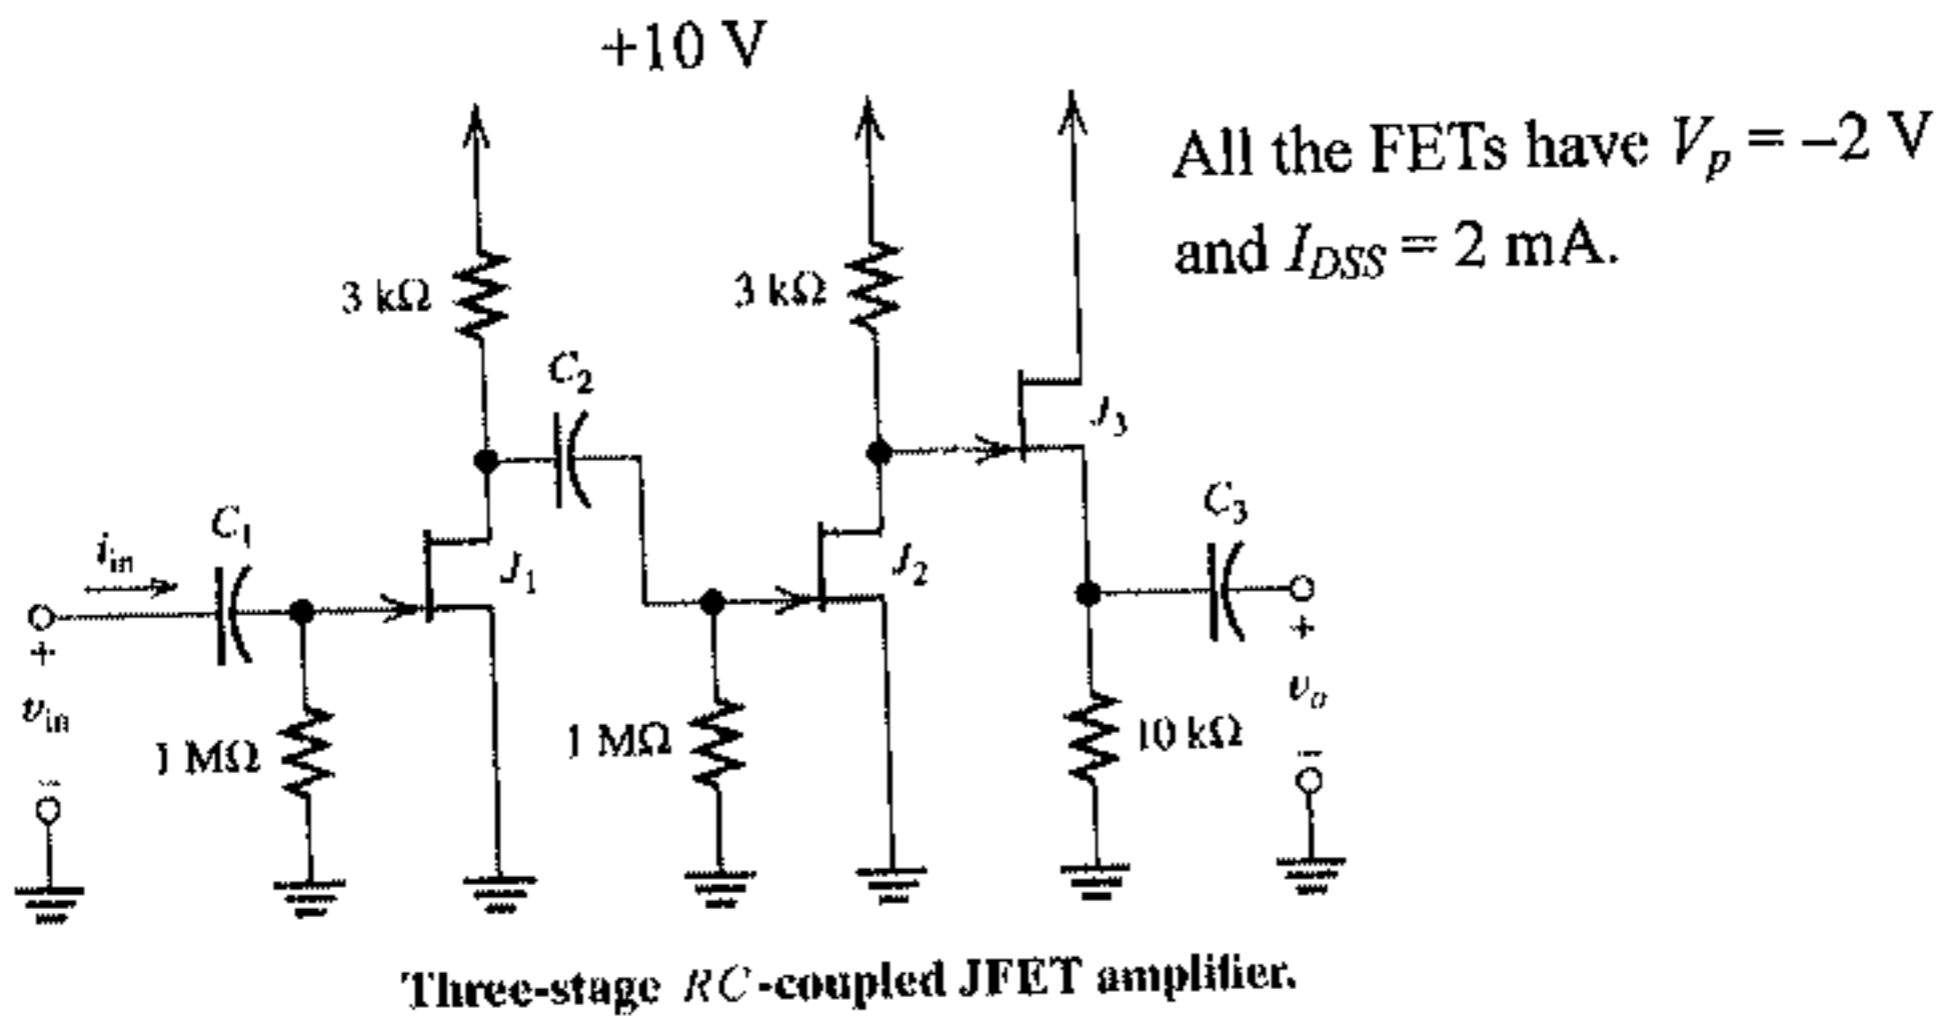 +10 V
All the FETs have Vp = –2 V
and IDSS = 2 mA.
3 kΩ
3 kΩ
C2
J3
C1
iin
J1
J2
C3
+
vin
–
1 MΩ
1 MΩ
10 kΩ
+
vo
–
Three-stage RC-coupled JFET amplifier.